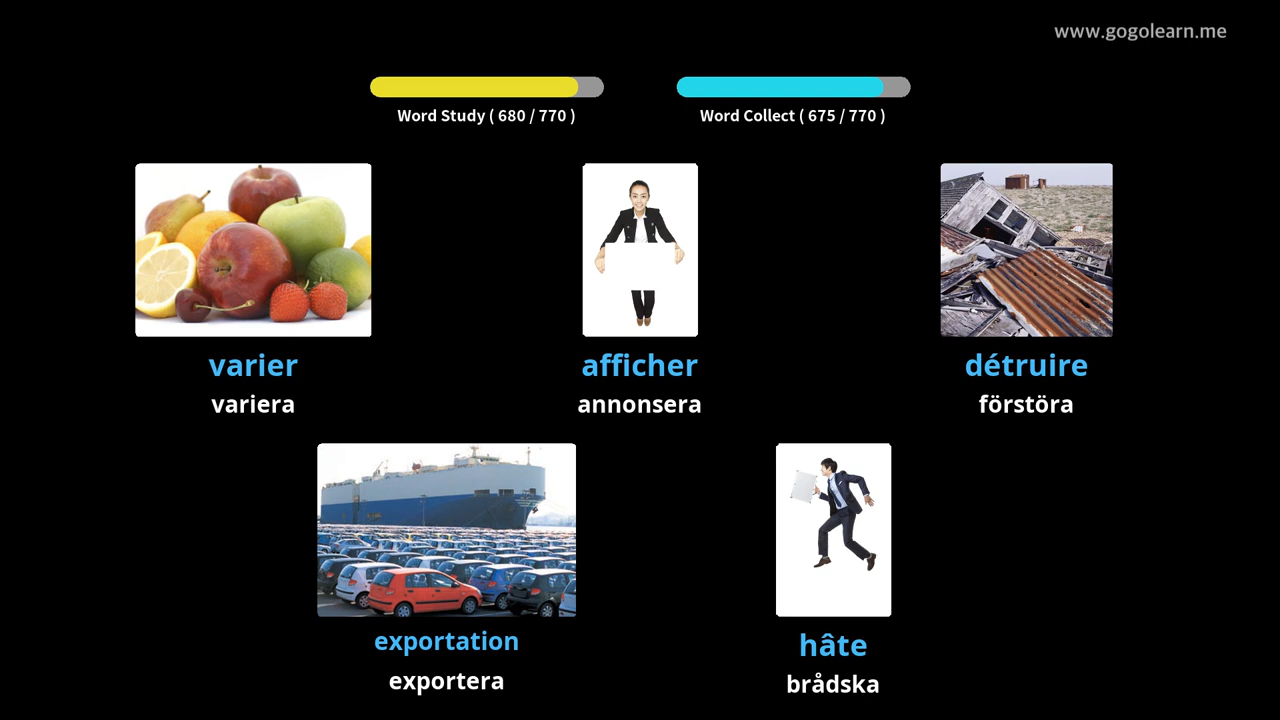 www.gogolearn.me
Word Study ( 680 / 770 )
Word Collect ( 675 / 770 )
varier
variera
afficher
annonsera
détruire
förstöra
exportation
exportera
hâte
brådska